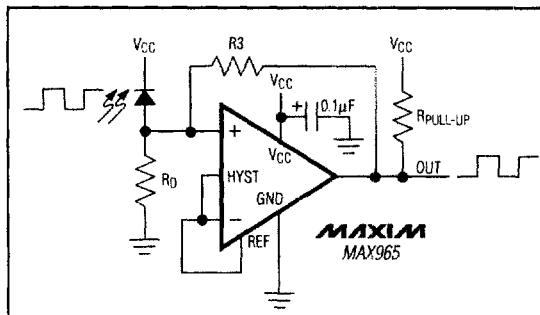 VCC
R3
VCC
VCC
0.1µF
+
RPULL-UP
+
VCC
RD
HYST
GND
OUT
−
REF
MAXIM
MAX965